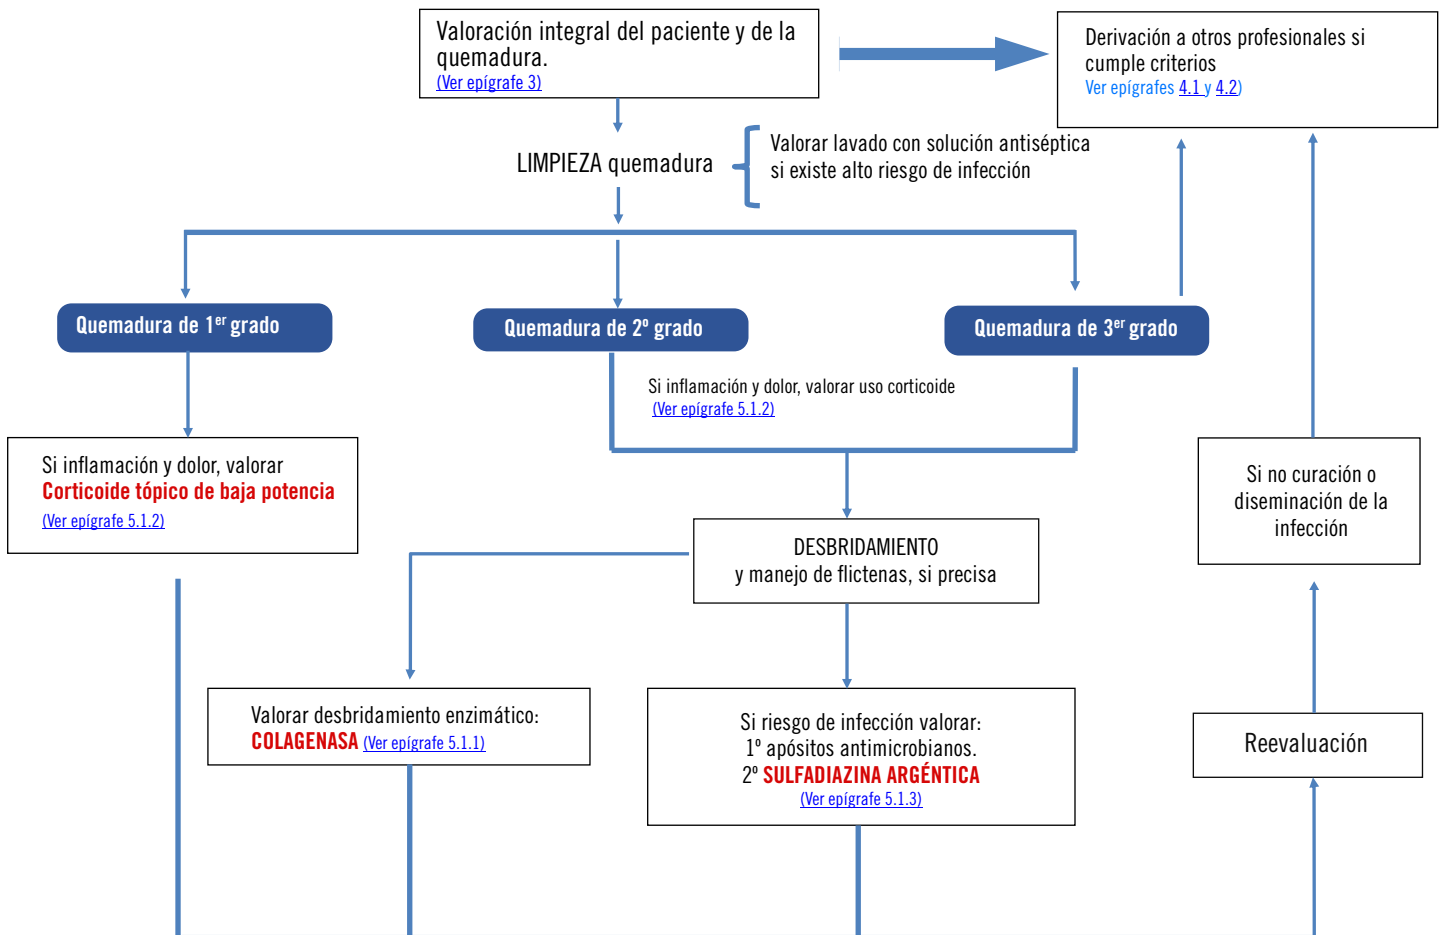 Valoración integral del paciente y de la
quemadura.
(Ver epígrafe 3)
Derivación a otros profesionales si
cumple criterios
Ver epígrafes 4.1 y 4.2)
LIMPIEZA quemadura
Valorar lavado con solución antiséptica
si existe alto riesgo de infección
Quemadura de 1er grado
Quemadura de 2º grado
Quemadura de 3er grado
Si inflamación y dolor, valorar uso corticoide
(Ver epígrafe 5.1.2)
Si inflamación y dolor, valorar
Corticoide tópico de baja potencia
(Ver epígrafe 5.1.2)
Si no curación o
diseminación de la
infección
DESBRIDAMIENTO
y manejo de flictenas, si precisa
Valorar desbridamiento enzimático:
COLAGENASA (Ver epígrafe 5.1.1)
Si riesgo de infección valorar:
1º apósitos antimicrobianos.
2º SULFADIAZINA ARGÉNTICA
(Ver epígrafe 5.1.3)
Reevaluación